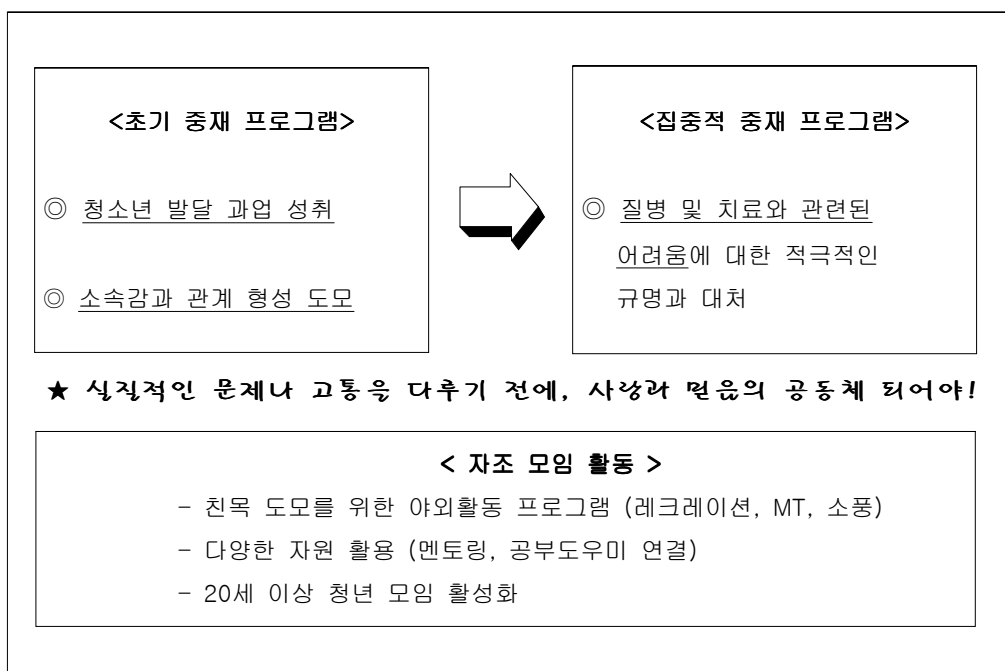 <초기 중재 프로그램>
◎ 청소년 발달 과업 성취
◎ 소속감과 관계 형성 도모
<집중적 중재 프로그램>
◎ 질병 및 치료와 관련된
어려움에 대한 적극적인
규명과 대처
★ 실질적인 문제나 고통을 다루기 전에, 사랑과 믿음의 공동체 되어야!
< 자조 모임 활동 >
- 친목 도모를 위한 야외활동 프로그램 (레크레이션, MT, 소풍)
- 다양한 자원 활용 (멘토링, 공부도우미 연결)
- 20세 이상 청년 모임 활성화